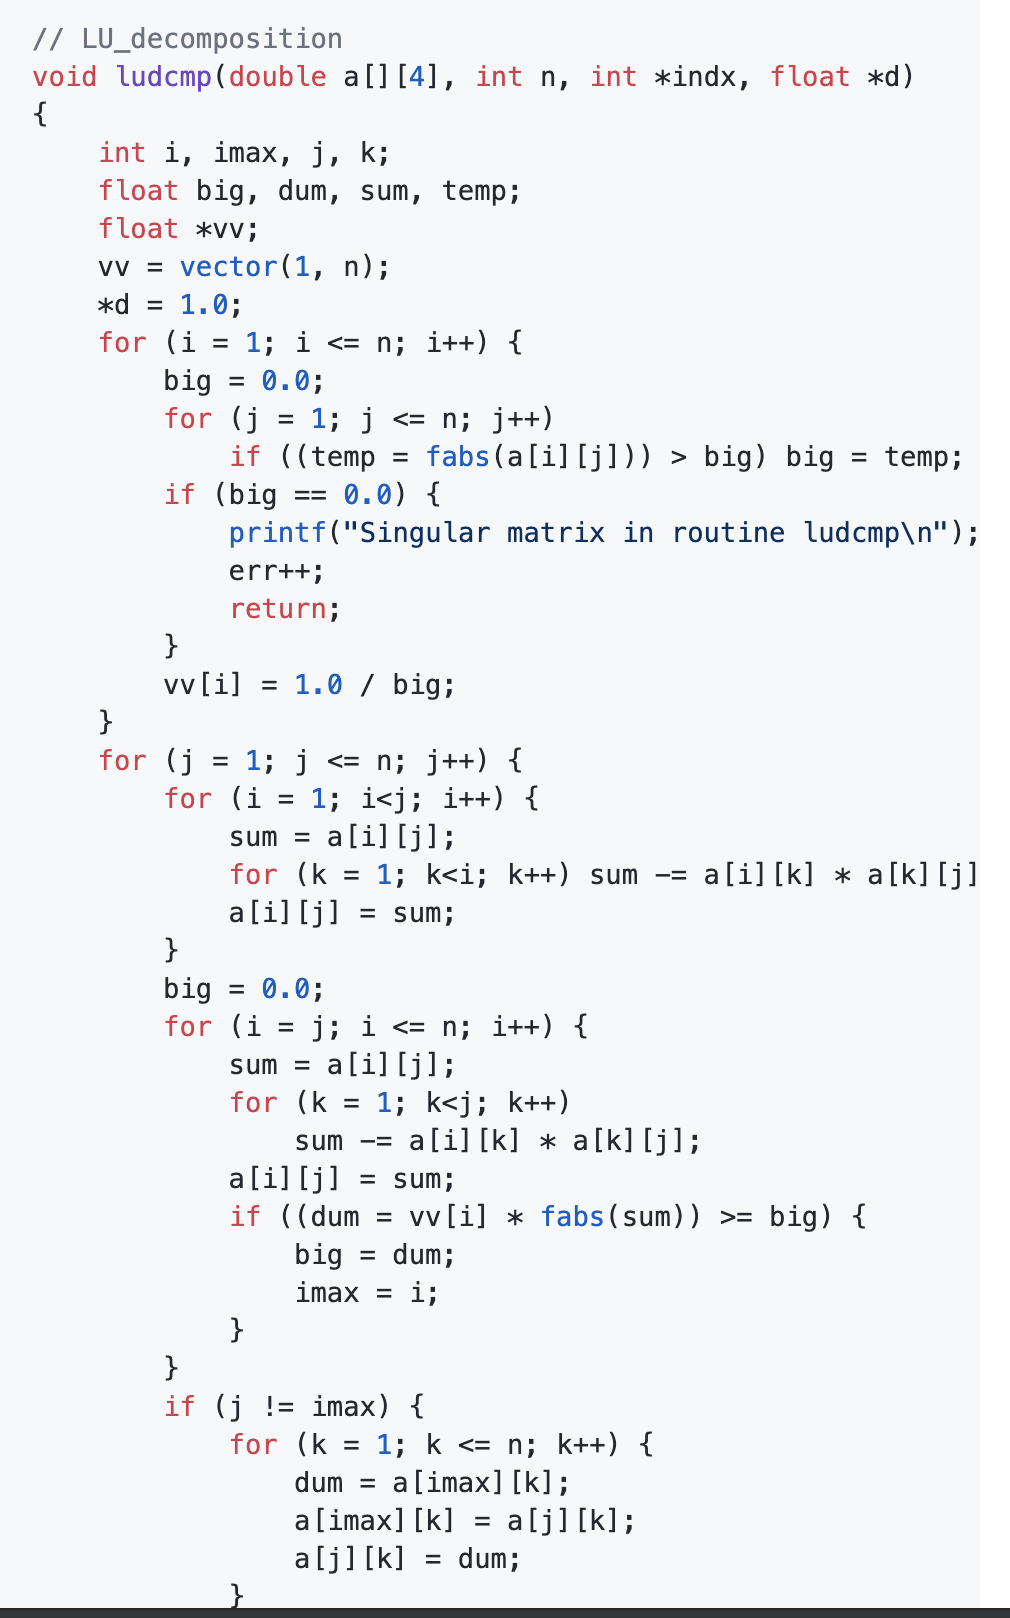 // LU_decomposition
void ludcmp(double a[][4], int n, int *indx, float *d)
{
    int i, imax, j, k;
    float big, dum, sum, temp;
    float *vv;
    vv = vector(1, n);
    *d = 1.0;
    for (i = 1; i <= n; i++) {
        big = 0.0;
        for (j = 1; j <= n; j++)
            if ((temp = fabs(a[i][j])) > big) big = temp;
        if (big == 0.0) {
            printf("Singular matrix in routine ludcmp\n");
            err++;
            return;
        }
        vv[i] = 1.0 / big;
    }
    for (j = 1; j <= n; j++) {
        for (i = 1; i<j; i++) {
            sum = a[i][j];
            for (k = 1; k<i; k++) sum -= a[i][k] * a[k][j]
            a[i][j] = sum;
        }
        big = 0.0;
        for (i = j; i <= n; i++) {
            sum = a[i][j];
            for (k = 1; k<j; k++)
                sum -= a[i][k] * a[k][j];
            a[i][j] = sum;
            if ((dum = vv[i] * fabs(sum)) >= big) {
                big = dum;
                imax = i;
            }
        }
        if (j != imax) {
            for (k = 1; k <= n; k++) {
                dum = a[imax][k];
                a[imax][k] = a[j][k];
                a[j][k] = dum;
            }